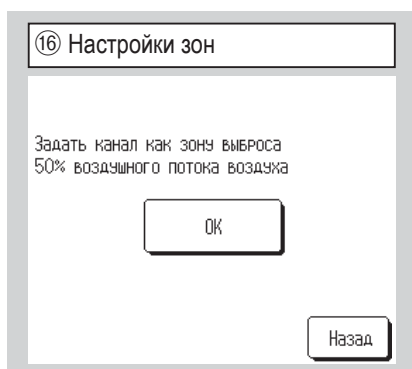 ⑯ Настройки зон
Задать канал как зону выброса
50% воздушного потока воздуха
OK
Назад